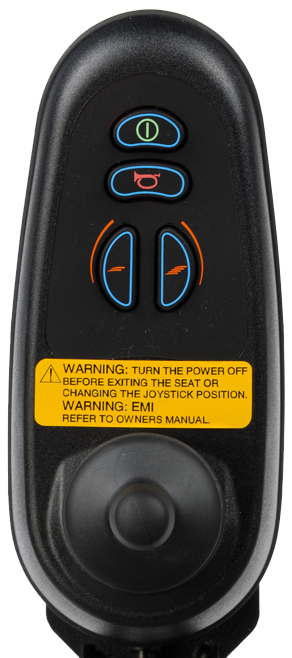 WARNING: TURN THE POWER OFF
BEFORE EXITING THE SEAT OR
CHANGING THE JOYSTICK POSITION.
WARNING: EMI
REFER TO OWNERS MANUAL.